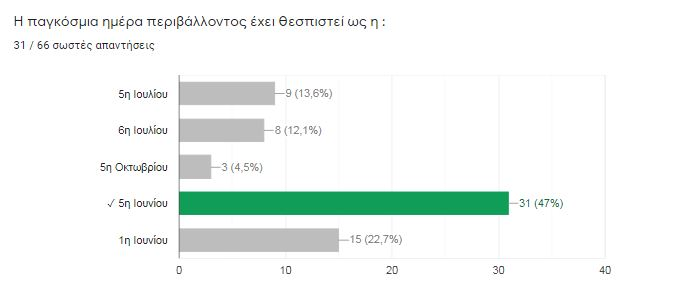 Η παγκόσμια ημέρα περιβάλλοντος έχει θεσπιστεί ως η :
31 / 66 σωστές απαντήσεις
5η Ιουλίου 9 (13,6%)
6η Ιουλίου 8 (12,1%)
5η Οκτωβρίου 3 (4,5%)
✓ 5η Ιουνίου 31 (47%)
1η Ιουνίου 15 (22,7%)
0 10 20 30 40